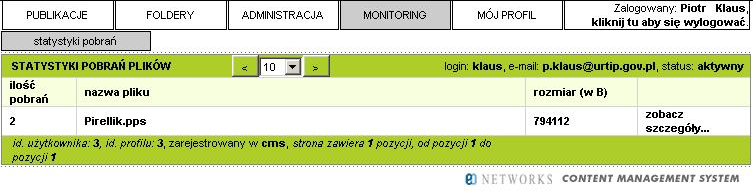 PUBLIKACJE FOLDERY ADMINISTRACJA MONITORING MÓJ PROFIL Zalogowany: Piotr Klaus,
kliknij tu aby się wylogować.
statystyki pobrań
STATYSTYKI POBRAŃ PLIKÓW < 10 > login: klaus, e-mail: p.klaus@urtip.gov.pl, status: aktywny
ilość pobrań nazwa pliku rozmiar (w B)
2 Pirellik.pps 794112 zobacz szczegóły...
id. użytkownika: 3, id. profilu: 3, zarejestrowany w cms, strona zawiera 1 pozycji, od pozycji 1 do
pozycji 1
NETWORKS CONTENT MANAGEMENT SYSTEM